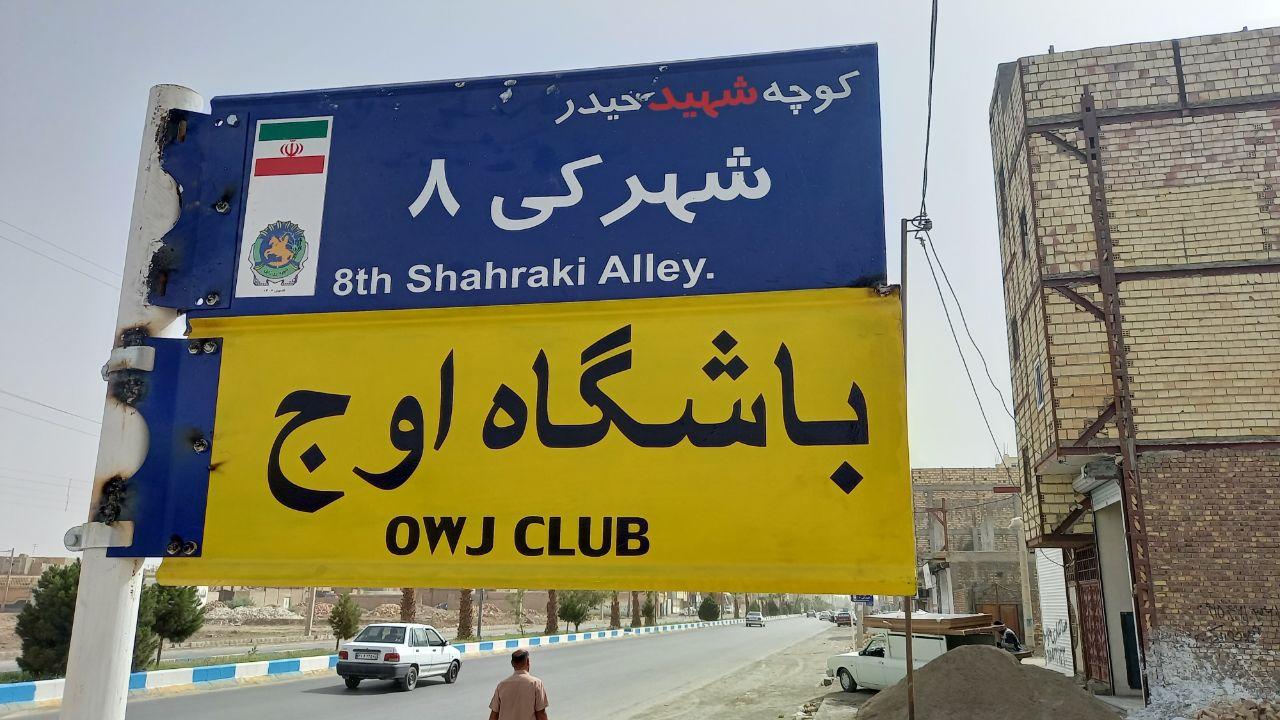 کوچه شهید حیدر
شهرکی ۸
8th Shahraki Alley.
باشگاه اوج
OWJ CLUB